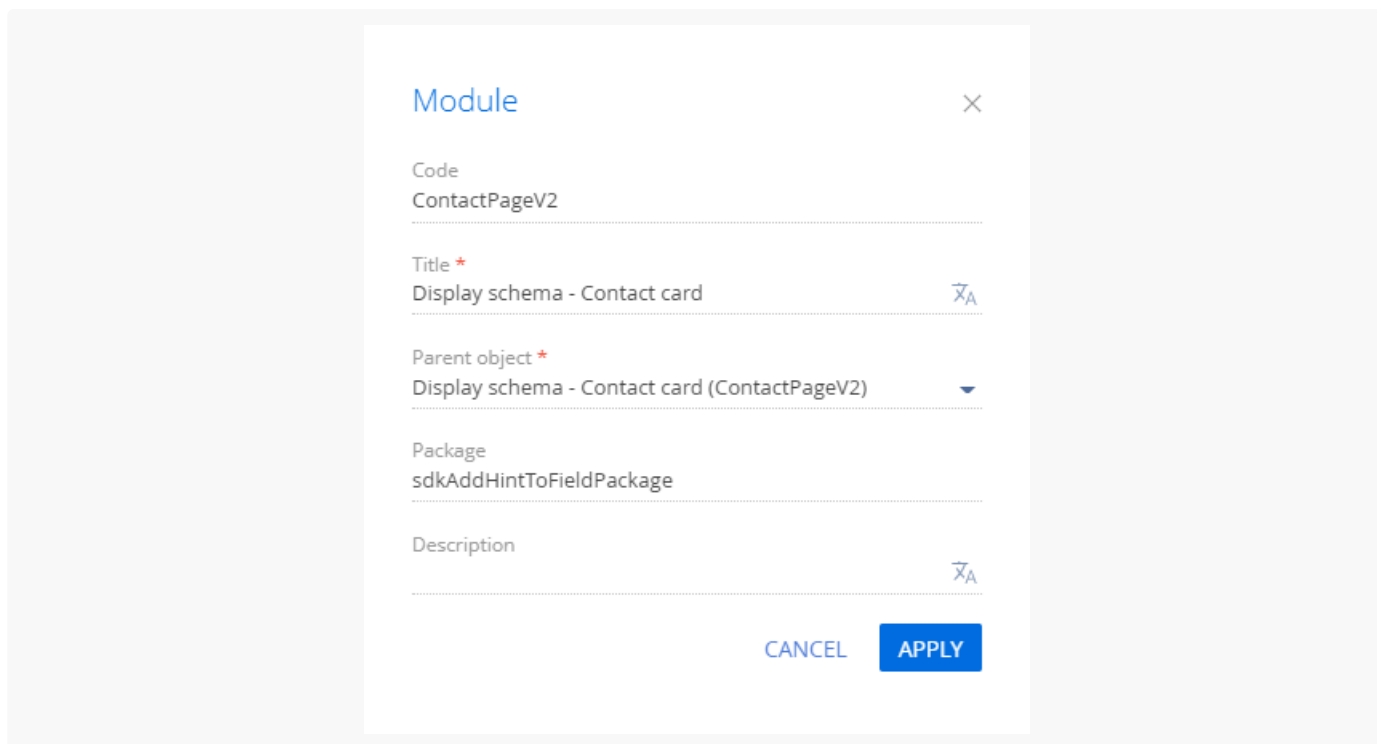 Module
Code
ContactPageV2
Title *
Display schema - Contact card
Parent object *
Display schema - Contact card (ContactPageV2)
Package
sdkAddHintToFieldPackage
Description
CANCEL APPLY